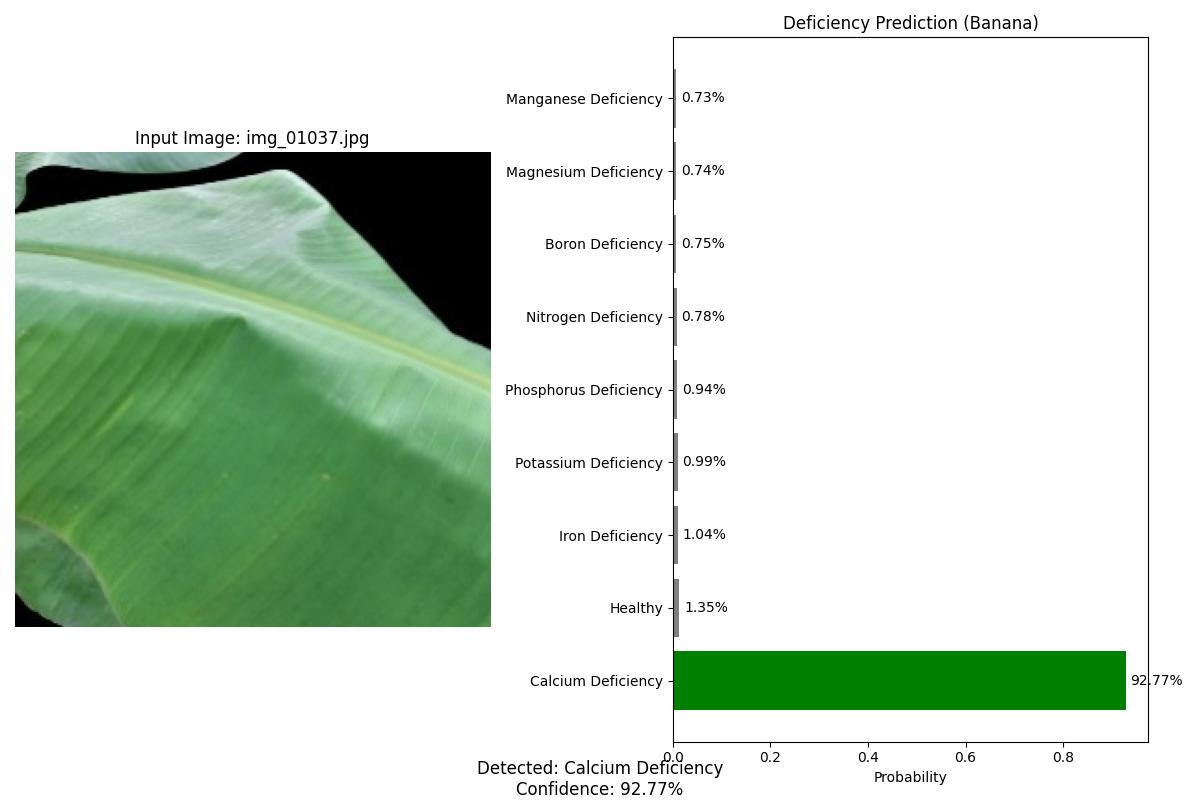 Input Image: img_01037.jpg
Deficiency Prediction (Banana)
Manganese Deficiency 0.73%
Magnesium Deficiency 0.74%
Boron Deficiency 0.75%
Nitrogen Deficiency 0.78%
Phosphorus Deficiency 0.94%
Potassium Deficiency 0.99%
Iron Deficiency 1.04%
Healthy 1.35%
Calcium Deficiency 92.77%
0.0 0.2 0.4 0.6 0.8
Probability
Detected: Calcium Deficiency
Confidence: 92.77%